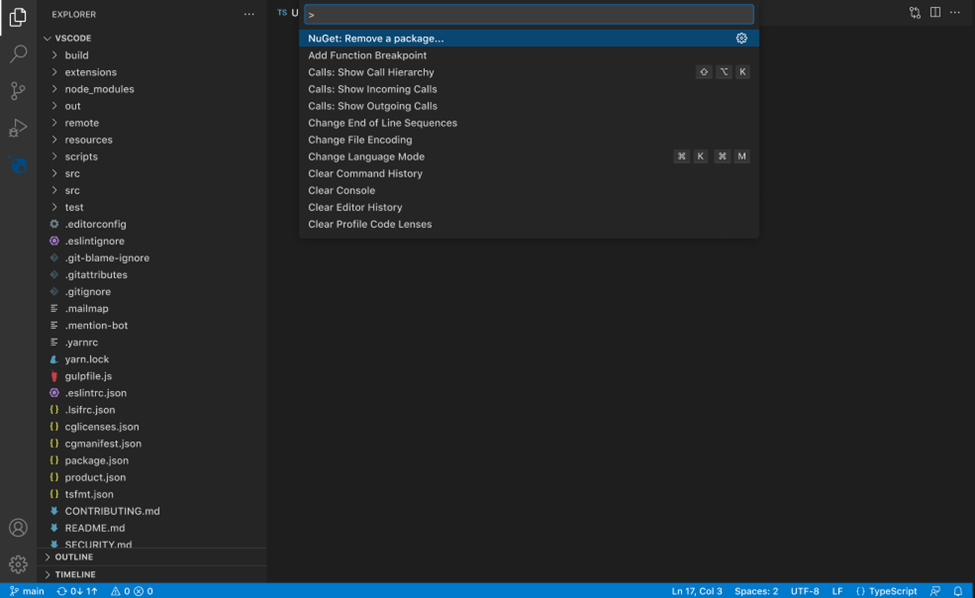 EXPLORER
TS U
>
VSCODE
build
extensions
node_modules
out
remote
resources
scripts
src
src
test
.editorconfig
.eslintignore
.git-blame-ignore
.gitattributes
.gitignore
.mailmap
.mention-bot
.yarnrc
yarn.lock
gulpfile.js
.eslintrc.json
.lsifrc.json
cglicenses.json
cgmanifest.json
package.json
product.json
tsfmt.json
CONTRIBUTING.md
README.md
SECURITY.md
OUTLINE
TIMELINE
NuGet: Remove a package...
Add Function Breakpoint
Calls: Show Call Hierarchy ⇧ ⌥ K
Calls: Show Incoming Calls
Calls: Show Outgoing Calls
Change End of Line Sequences
Change File Encoding
Change Language Mode ⌘ K ⌘ M
Clear Command History
Clear Console
Clear Editor History
Clear Profile Code Lenses
main 0↓ 1↑ 0 0 Ln 17, Col 3 Spaces: 2 UTF-8 LF {} TypeScript